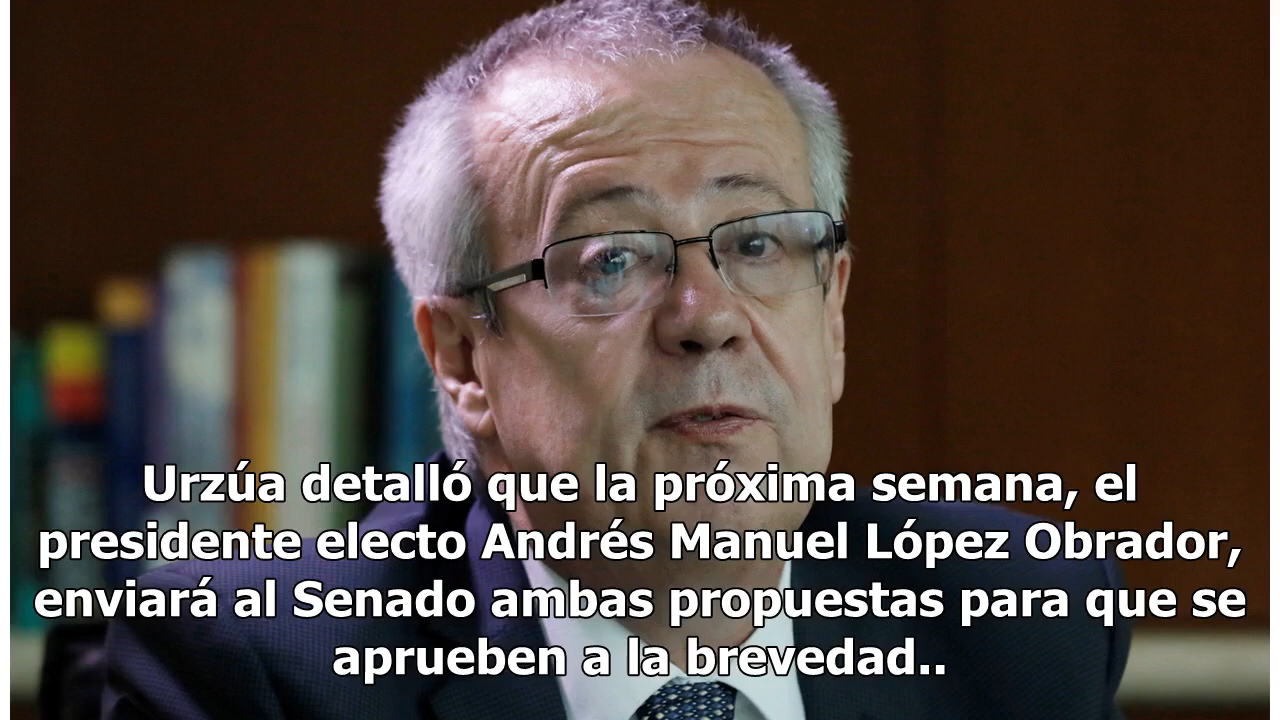 Urzúa detalló que la próxima semana, el
presidente electo Andrés Manuel López Obrador,
enviará al Senado ambas propuestas para que se
aprueben a la brevedad..